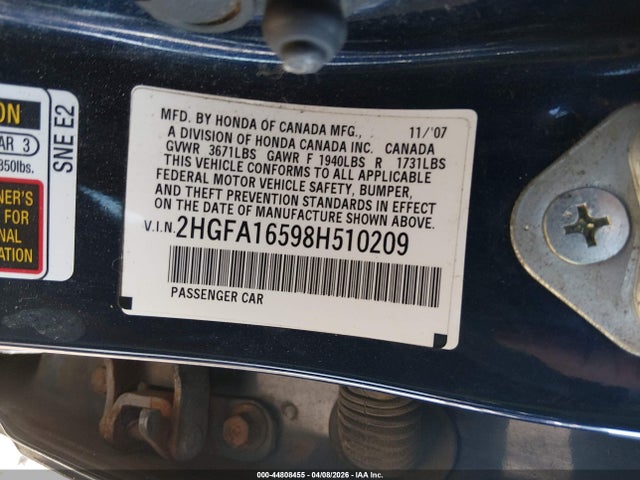 ON
AR 3
850lbs.
NER'S
FOR
NAL
ATION
SNE E2
MFD. BY HONDA OF CANADA MFG., 11/'07
A DIVISION OF HONDA CANADA INC. CANADA
GVWR 3671LBS GAWR F 1940LBS R 1731LBS
THIS VEHICLE CONFORMS TO ALL APPLICABLE
FEDERAL MOTOR VEHICLE SAFETY, BUMPER,
AND THEFT PREVENTION STANDARDS IN EFFECT
ON THE DATE OF MANUFACTURE SHOWN ABOVE.
V.I.N. 2HGFA16598H510209
PASSENGER CAR
000-44808455 | 04/08/2026 | IAA Inc.